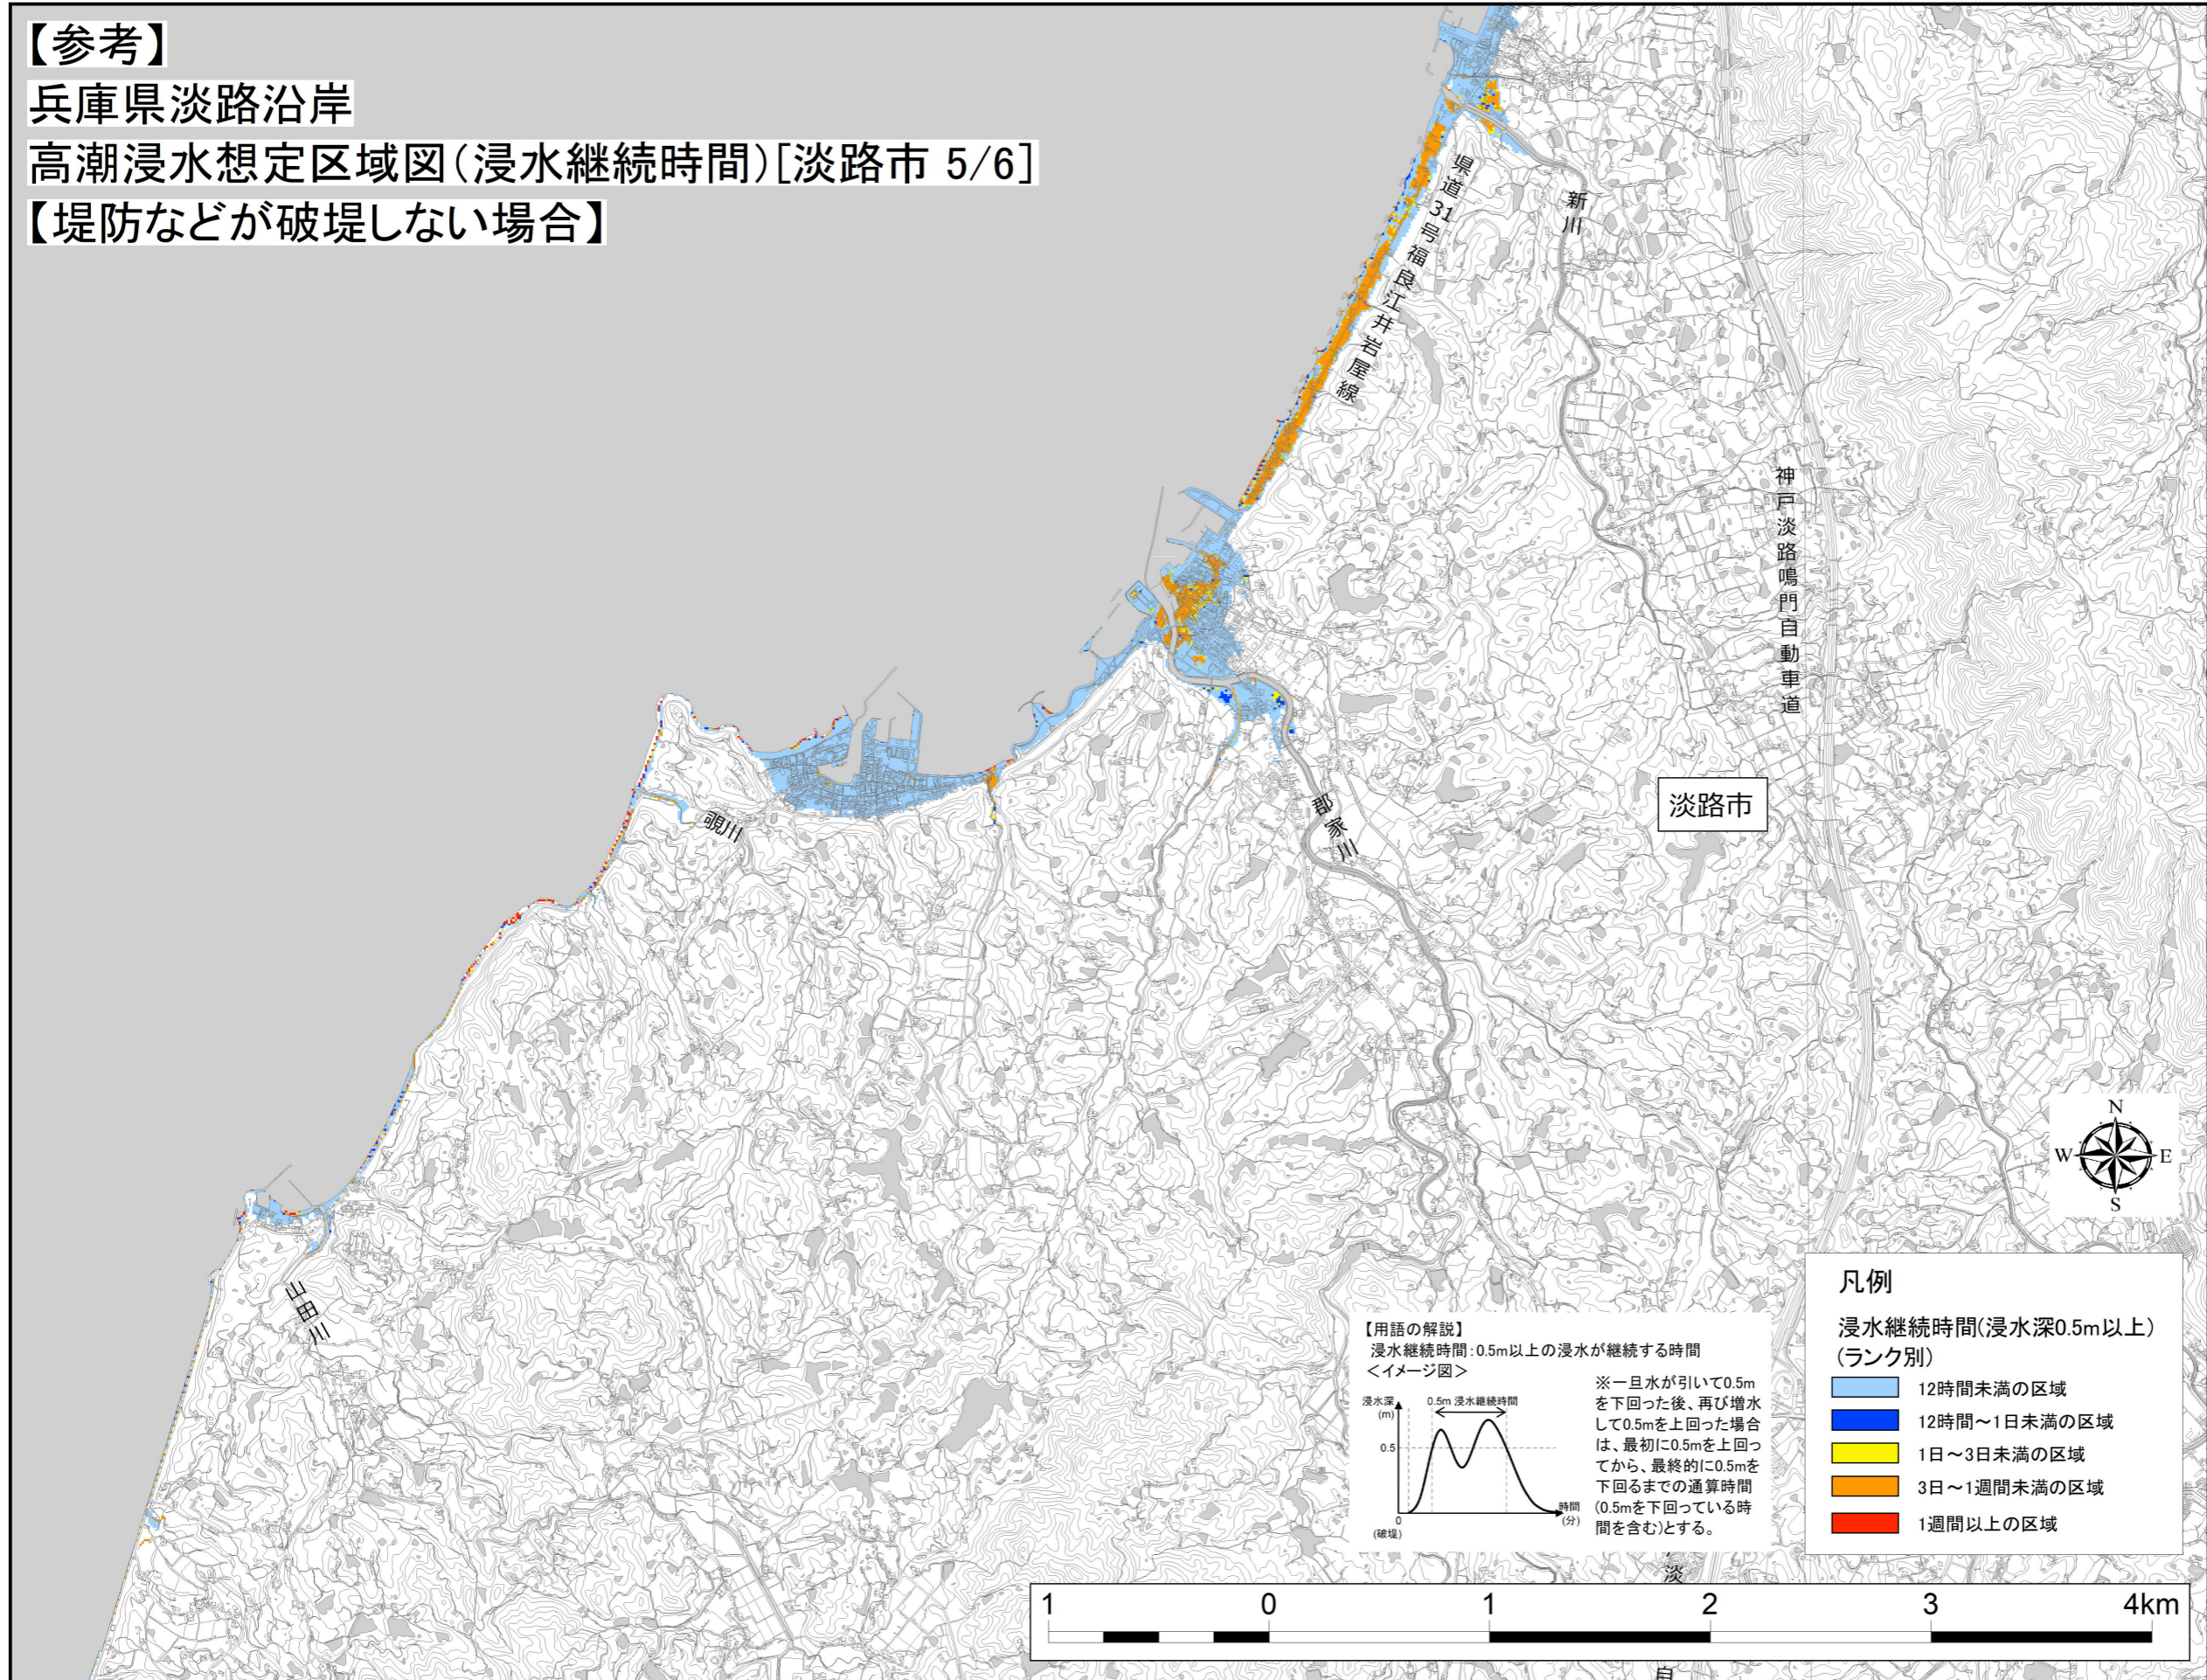 【参考】
兵庫県淡路沿岸
高潮浸水想定区域図(浸水継続時間)[淡路市 5/6]
【堤防などが破堤しない場合】
県道31号福良江井岩屋線
新川
神戸淡路鳴門自動車道
淡路市
郡家川
覗川
山田川
N
W
E
S
【用語の解説】
浸水継続時間:0.5m以上の浸水が継続する時間
<イメージ図>
浸水深
(m)
0.5m 浸水継続時間
0.5
0
(破堤)
時間
(分)
※一旦水が引いて0.5m
を下回った後、再び増水
して0.5mを上回った場合
は、最初に0.5mを上回っ
てから、最終的に0.5mを
下回るまでの通算時間
(0.5mを下回っている時
間を含む)とする。
凡例
浸水継続時間(浸水深0.5m以上)
(ランク別)
12時間未満の区域
12時間~1日未満の区域
1日~3日未満の区域
3日~1週間未満の区域
1週間以上の区域
淡
1 0 1 2 3 4km
自